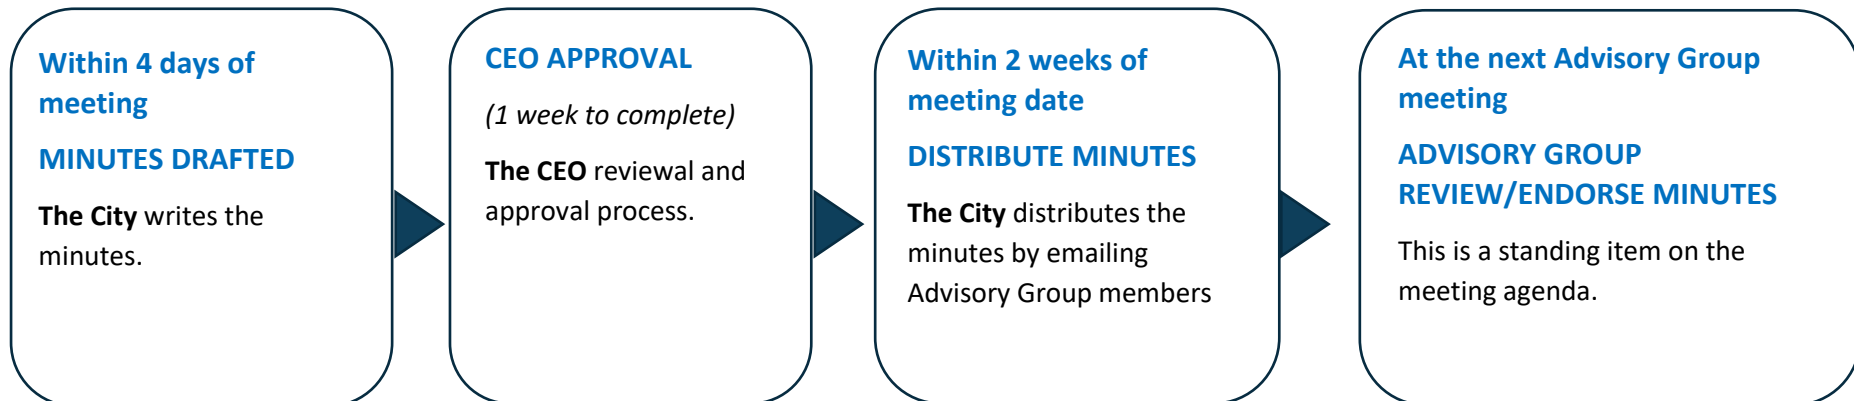 Within 4 days of
meeting
MINUTES DRAFTED
The City writes the
minutes.
CEO APPROVAL
(1 week to complete)
The CEO reviewal and
approval process.
Within 2 weeks of
meeting date
DISTRIBUTE MINUTES
The City distributes the
minutes by emailing
Advisory Group members
At the next Advisory Group
meeting
ADVISORY GROUP
REVIEW/ENDORSE MINUTES
This is a standing item on the
meeting agenda.